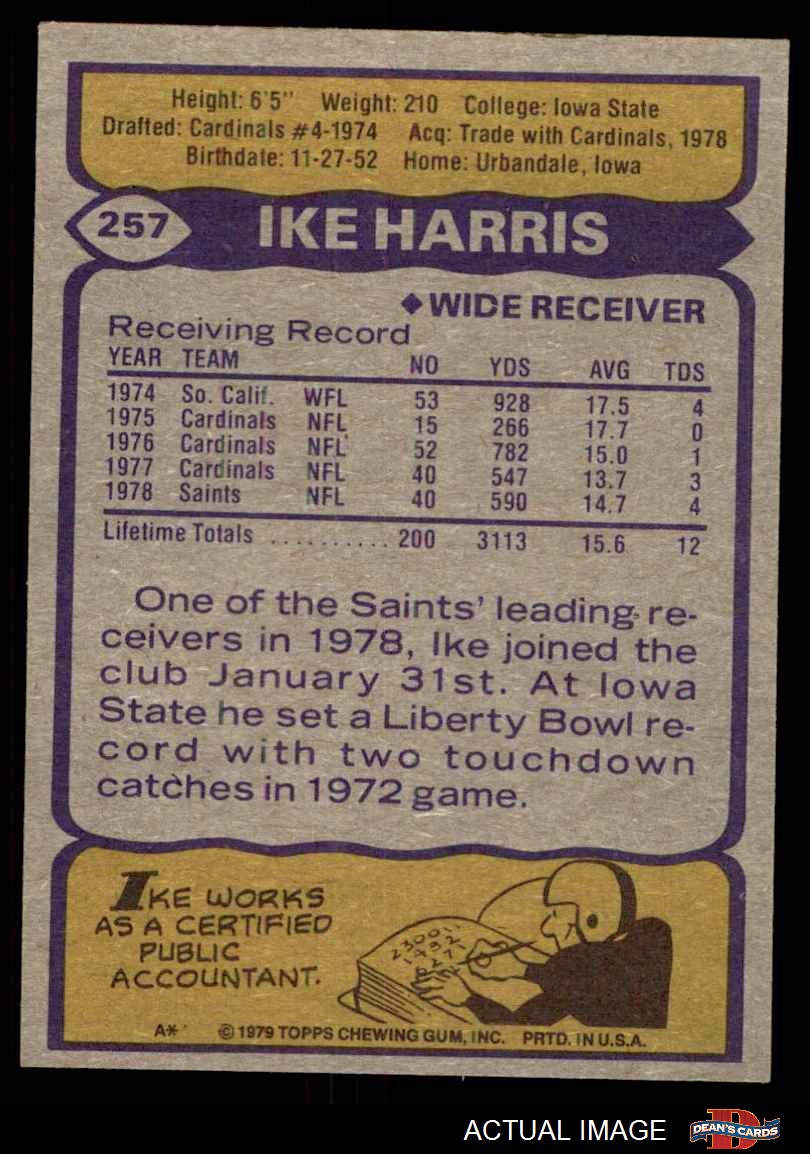 Height: 6'5" Weight: 210 College: Iowa State
Drafted: Cardinals #4-1974 Acq: Trade with Cardinals, 1978
Birthdate: 11-27-52 Home: Urbandale, Iowa
257 IKE HARRIS
◆WIDE RECEIVER
Receiving Record
YEAR TEAM NO YDS AVG TDS
1974 So. Calif. WFL 53 928 17.5 4
1975 Cardinals NFL 15 266 17.7 0
1976 Cardinals NFL 52 782 15.0 1
1977 Cardinals NFL 40 547 13.7 3
1978 Saints NFL 40 590 14.7 4
Lifetime Totals .......... 200 3113 15.6 12
One of the Saints' leading re-
ceivers in 1978, Ike joined the
club January 31st. At Iowa
State he set a Liberty Bowl re-
cord with two touchdown
catches in 1972 game.
IKE WORKS
AS A CERTIFIED
PUBLIC
ACCOUNTANT.
A* © 1979 TOPPS CHEWING GUM, INC. PRTD. IN U.S.A.
ACTUAL IMAGE DEAN'S CARDS